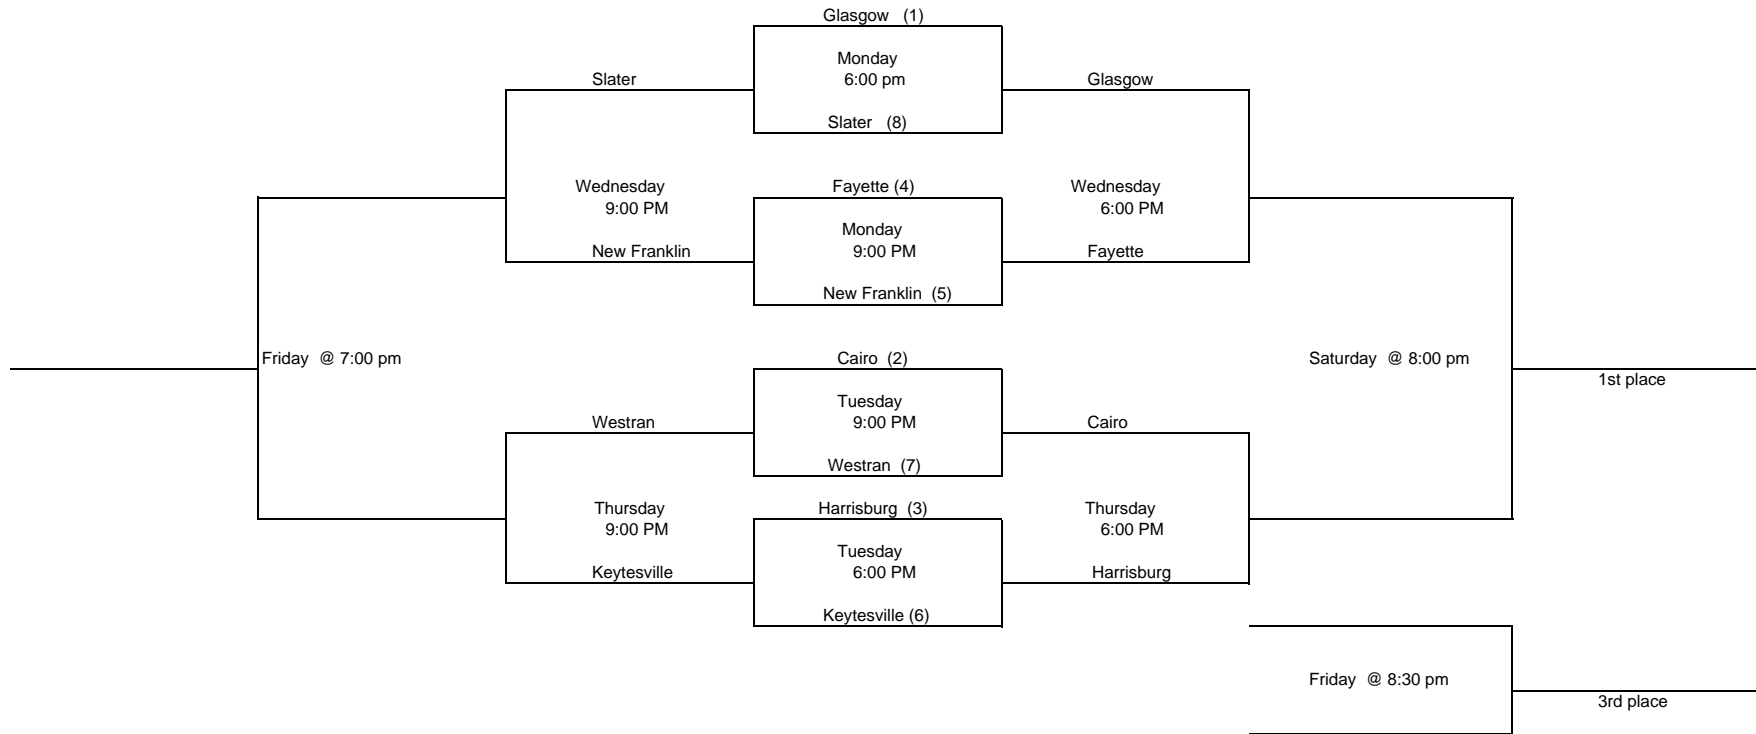 Glasgow (1)
Monday
6:00 pm
Slater
Glasgow
Slater (8)
Wednesday
9:00 PM
Fayette (4)
Wednesday
6:00 PM
Monday
9:00 PM
New Franklin
Fayette
New Franklin (5)
Friday @ 7:00 pm
Cairo (2)
Saturday @ 8:00 pm
1st place
Tuesday
9:00 PM
Westran
Cairo
Westran (7)
Thursday
9:00 PM
Harrisburg (3)
Thursday
6:00 PM
Tuesday
6:00 PM
Keytesville
Harrisburg
Keytesville (6)
Friday @ 8:30 pm
3rd place